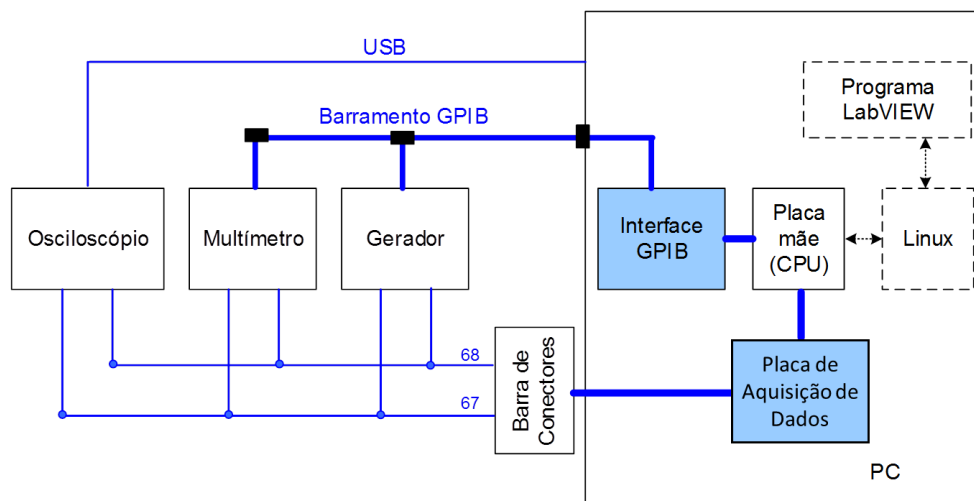 USB
Barramento GPIB
Programa
LabVIEW
Osciloscópio
Multímetro
Gerador
Interface
GPIB
Placa
mãe
(CPU)
Linux
68
67
Barra de
Conectores
Placa de
Aquisição de
Dados
PC